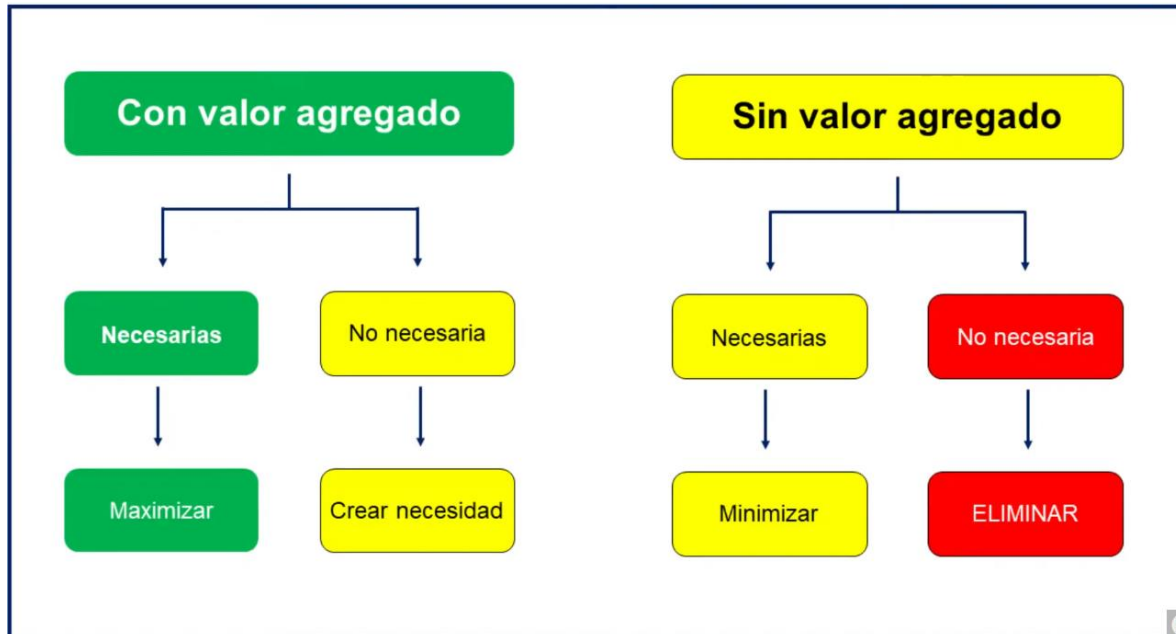 Con valor agregado
Sin valor agregado
Necesarias
No necesaria
Necesarias
No necesaria
Maximizar
Crear necesidad
Minimizar
ELIMINAR